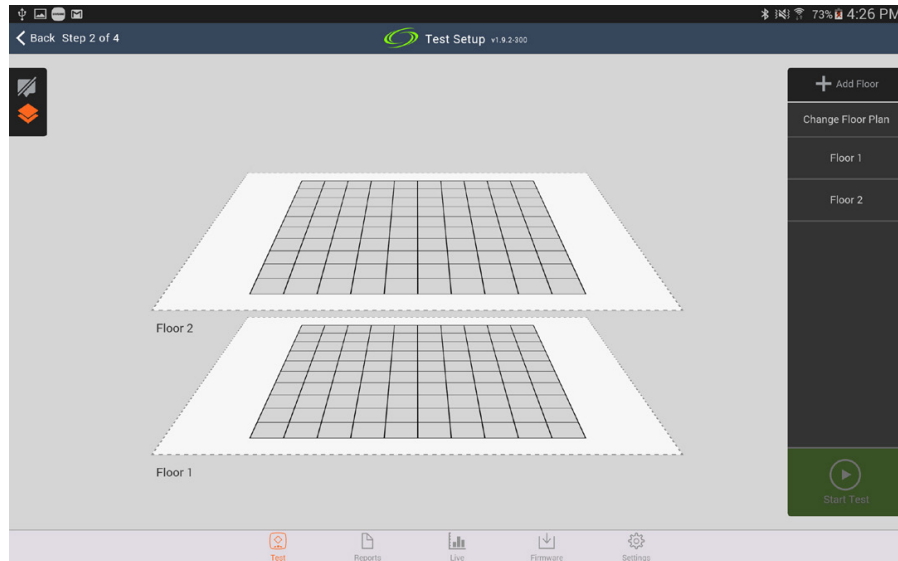 73% 4:26 PM
Back Step 2 of 4
Test Setup v1.9.2-300
Add Floor
Change Floor Plan
Floor 1
Floor 2
Floor 2
Floor 1
Start Test
Test Reports Live Firmware Settings